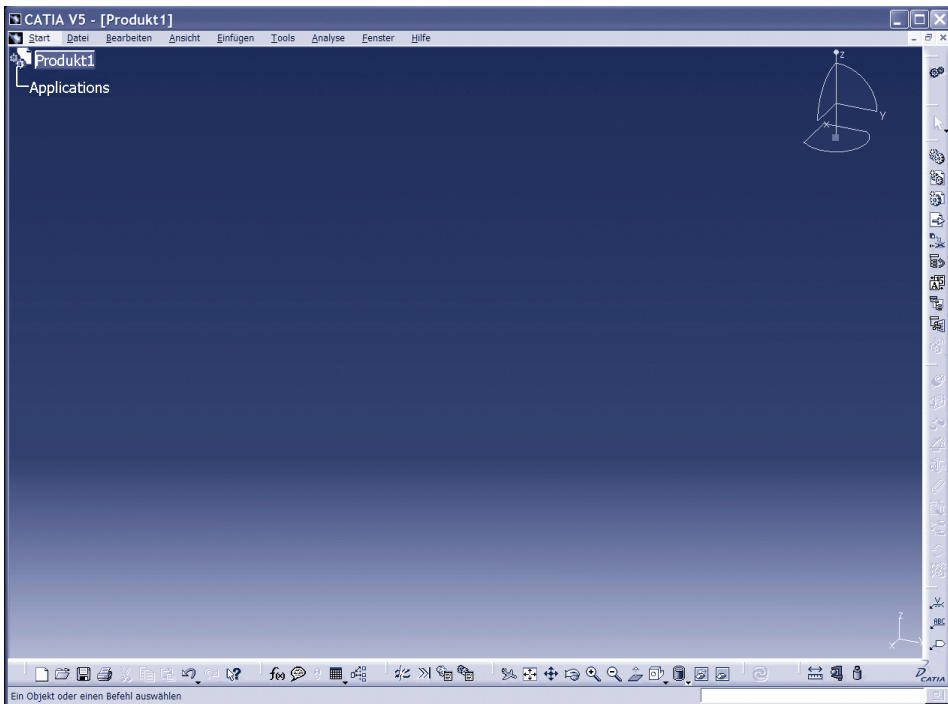 CATIA V5 - [Produkt1]
Start Datei Bearbeiten Ansicht Einfügen Tools Analyse Fenster Hilfe
Produkt1
Applications
z
y
x
z
x
ABC
f(x)
CATIA
Ein Objekt oder einen Befehl auswählen